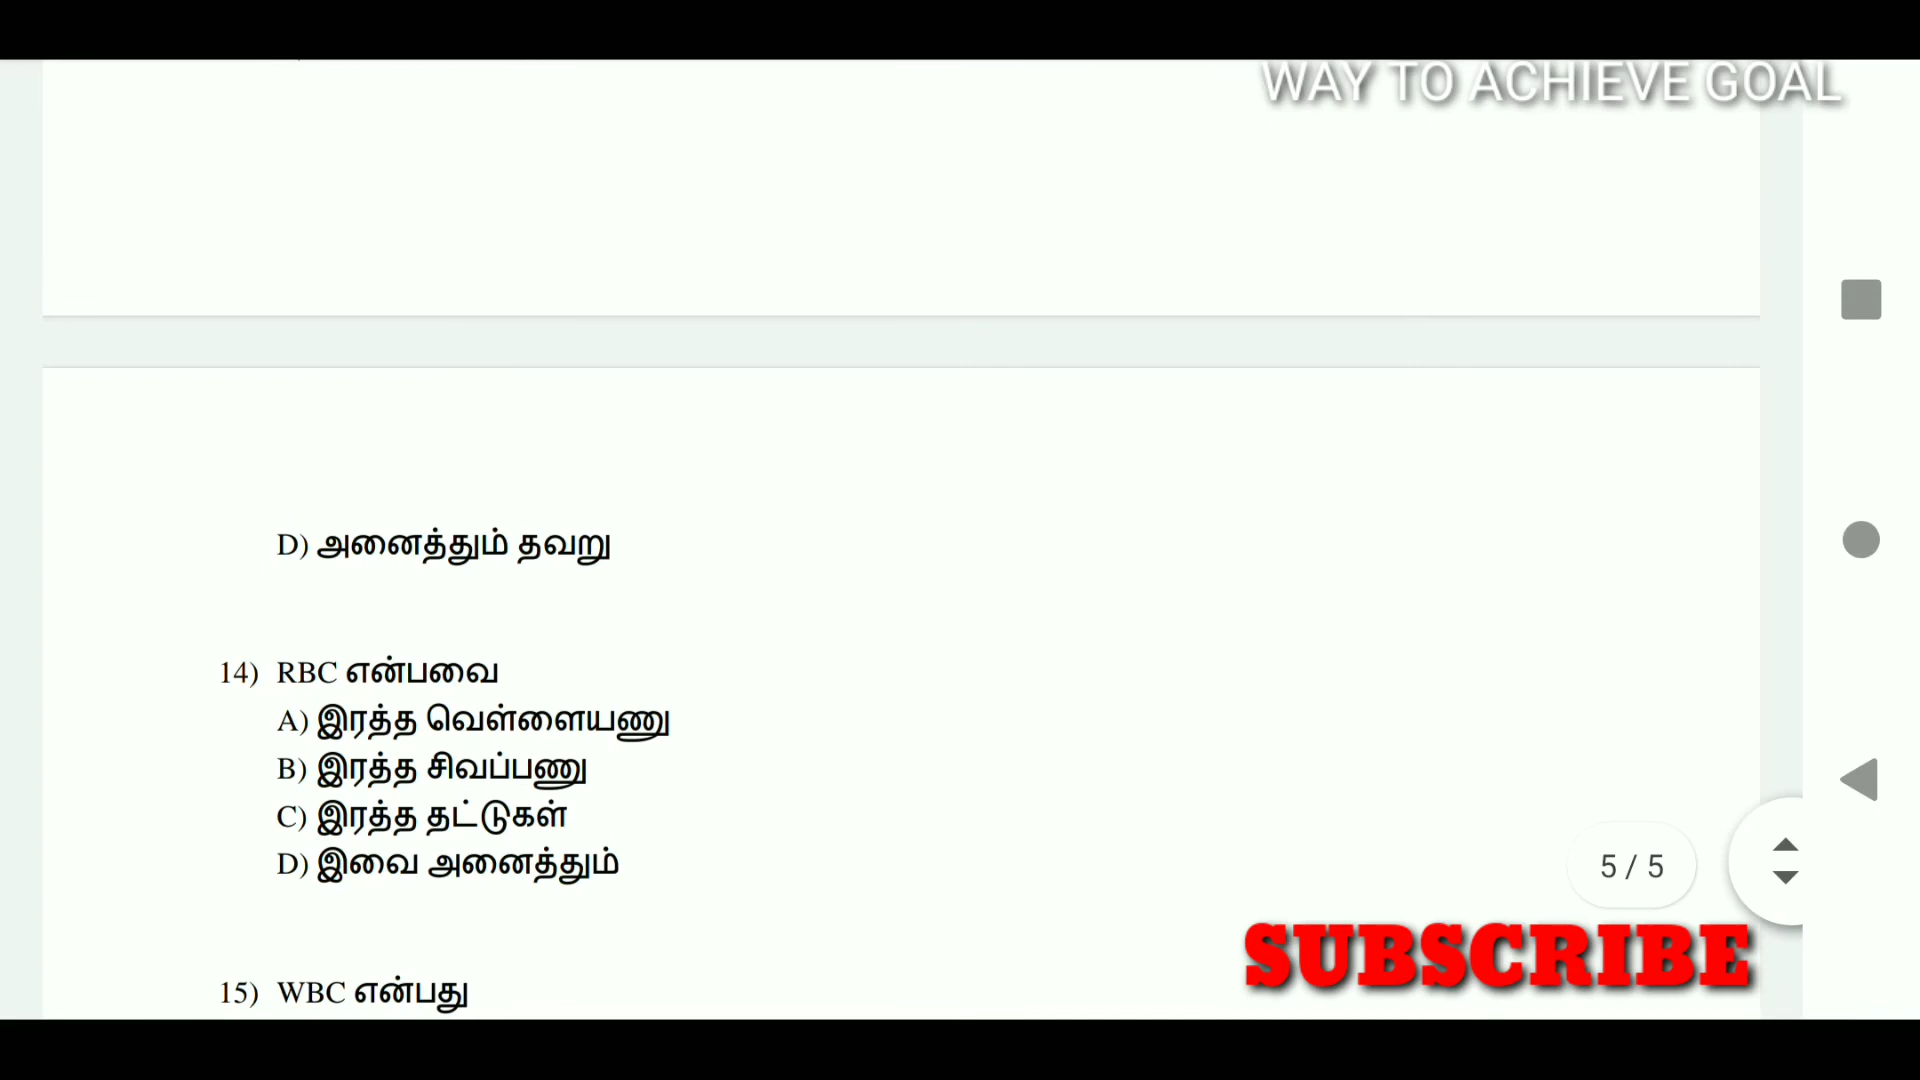 WAY TO ACHIEVE GOAL
D) அனைத்தும் தவறு
14) RBC என்பவை
A) இரத்த வெள்ளையணு
B) இரத்த சிவப்பணு
C) இரத்த தட்டுகள்
D) இவை அனைத்தும்
5 / 5
SUBSCRIBE
15) WBC என்பது